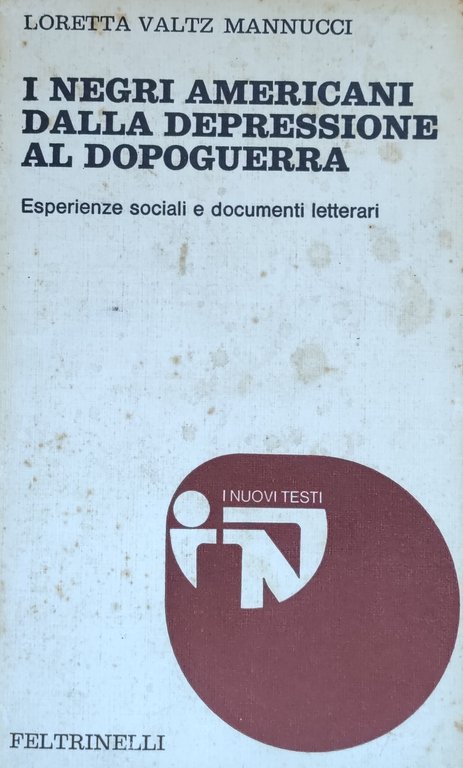 LORETTA VALTZ MANNUCCI
I NEGRI AMERICANI
DALLA DEPRESSIONE
AL DOPOGUERRA
Esperienze sociali e documenti letterari
I NUOVI TESTI
FELTRINELLI